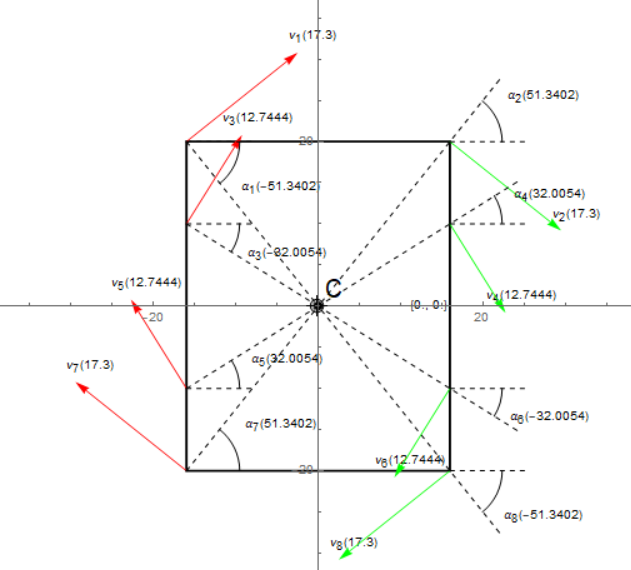 v1(17.3)
α2(51.3402)
v3(12.7444)
20
α1(-51.3402)
α4(32.0054)
v2(17.3)
α3(-32.0054)
v5(12.7444)
C
v4(12.7444)
[0., 0.]
-20
20
α5(32.0054)
v7(17.3)
α6(-32.0054)
α7(51.3402)
v6(12.7444)
-20
α8(-51.3402)
v8(17.3)